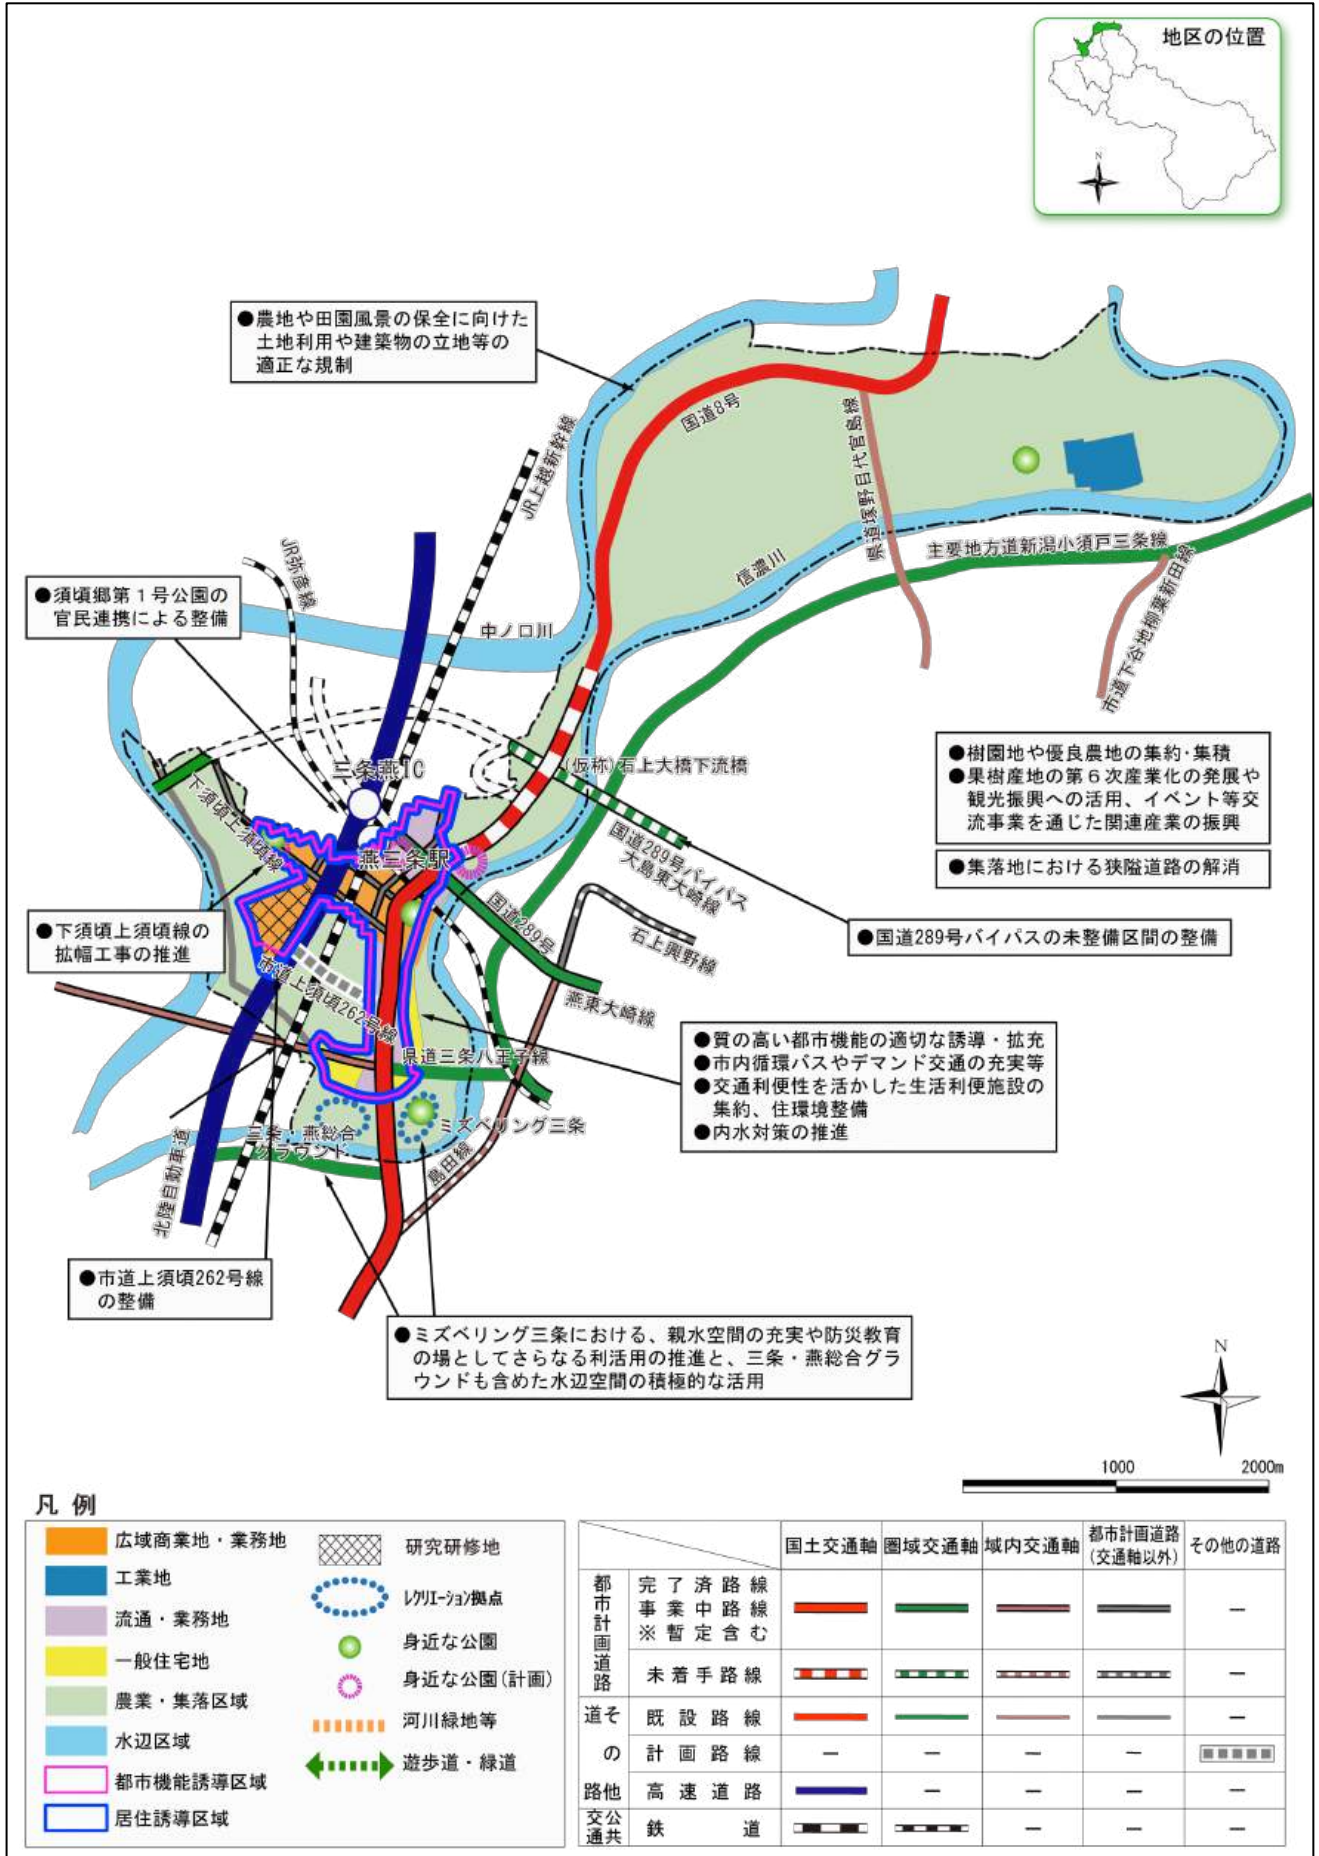 地区の位置
N
●農地や田園風景の保全に向けた
土地利用や建築物の立地等の
適正な規制
国道8号
県道塚野目代官島線
JR上越新幹線
JR弥彦線
主要地方道新潟小須戸三条線
信濃川
市道下谷地柳葉新田線
●須頃郷第1号公園の
官民連携による整備
中ノ口川
三条燕IC
(仮称)石上大橋下流橋
●樹園地や優良農地の集約・集積
●果樹産地の第6次産業化の発展や
観光振興への活用、イベント等交
流事業を通じた関連産業の振興
下須頃上須頃線
燕三条駅
国道289号バイパス
大島東大崎線
●集落地における狭隘道路の解消
●下須頃上須頃線の
拡幅工事の推進
国道289号
石上興野線
●国道289号バイパスの未整備区間の整備
市道上須頃262号線
燕東大崎線
●質の高い都市機能の適切な誘導・拡充
●市内循環バスやデマンド交通の充実等
●交通利便性を活かした生活利便施設の
集約、住環境整備
●内水対策の推進
県道三条八王子線
三条・燕総合
グラウンド
ミズベリング三条
島田線
北陸自動車道
●市道上須頃262号線
の整備
●ミズベリング三条における、親水空間の充実や防災教育
の場としてさらなる利活用の推進と、三条・燕総合グラ
ウンドも含めた水辺空間の積極的な活用
N
1000 2000m
凡 例
広域商業地・業務地
工業地
流通・業務地
一般住宅地
農業・集落区域
水辺区域
都市機能誘導区域
居住誘導区域
研究研修地
レクリエーション拠点
身近な公園
身近な公園(計画)
河川緑地等
遊歩道・緑道
国土交通軸 圏域交通軸 域内交通軸 都市計画道路 その他の道路
(交通軸以外)
都市計画道路
完了済路線
事業中路線
※暫定含む
―
未着手路線 ―
道そ 既設路線 ―
の 計画路線 ― ― ― ―
路他 高速道路 ― ― ― ―
交公
通共
鉄 道 ― ― ―